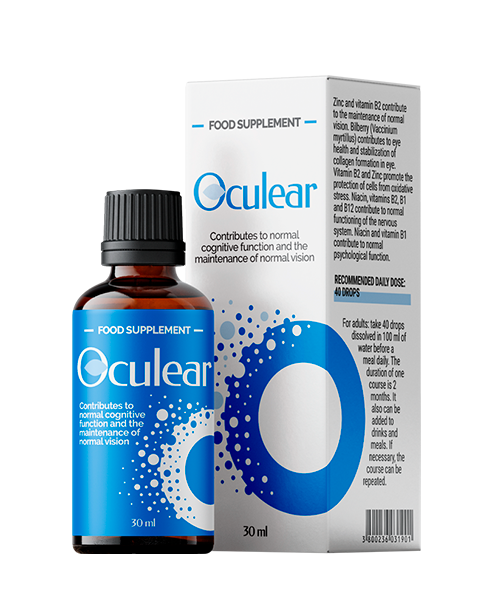 FOOD SUPPLEMENT
Oculear
Contributes to
normal cognitive
function and the
maintenance of
normal vision
30 ml
FOOD SUPPLEMENT
Oculear
Contributes to normal
cognitive function and the
maintenance of normal vision
30 ml
Zinc and vitamin B2 contribute
to the maintenance of normal
vision. Bilberry (Vaccinium
myrtillus) contributes to eye
health and stabilization of
collagen formation in eye.
Vitamin B2 and Zinc promote the
protection of cells from oxidative
stress. Niacin, vitamins B2, B1
and B12 contribute to normal
functioning of the nervous
system. Niacin and vitamin B1
contribute to normal
psychological function.
RECOMMENDED DAILY DOSE:
40 DROPS
For adults: take 40 drops
dissolved in 100 ml of
water before a
meal daily. The
duration of one
course is 2
months. It
also can be
added to
drinks and
meals. If
necessary, the
course can be
repeated.
3 800236 031901